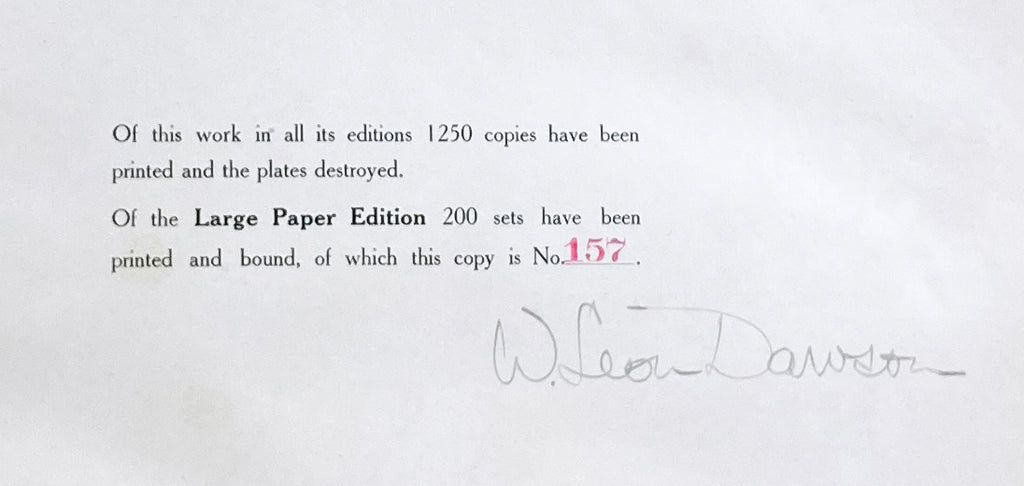 Of this work in all its editions 1250 copies have been
printed and the plates destroyed.
Of the Large Paper Edition 200 sets have been
printed and bound, of which this copy is No. 157 .
W. Leon Dawson